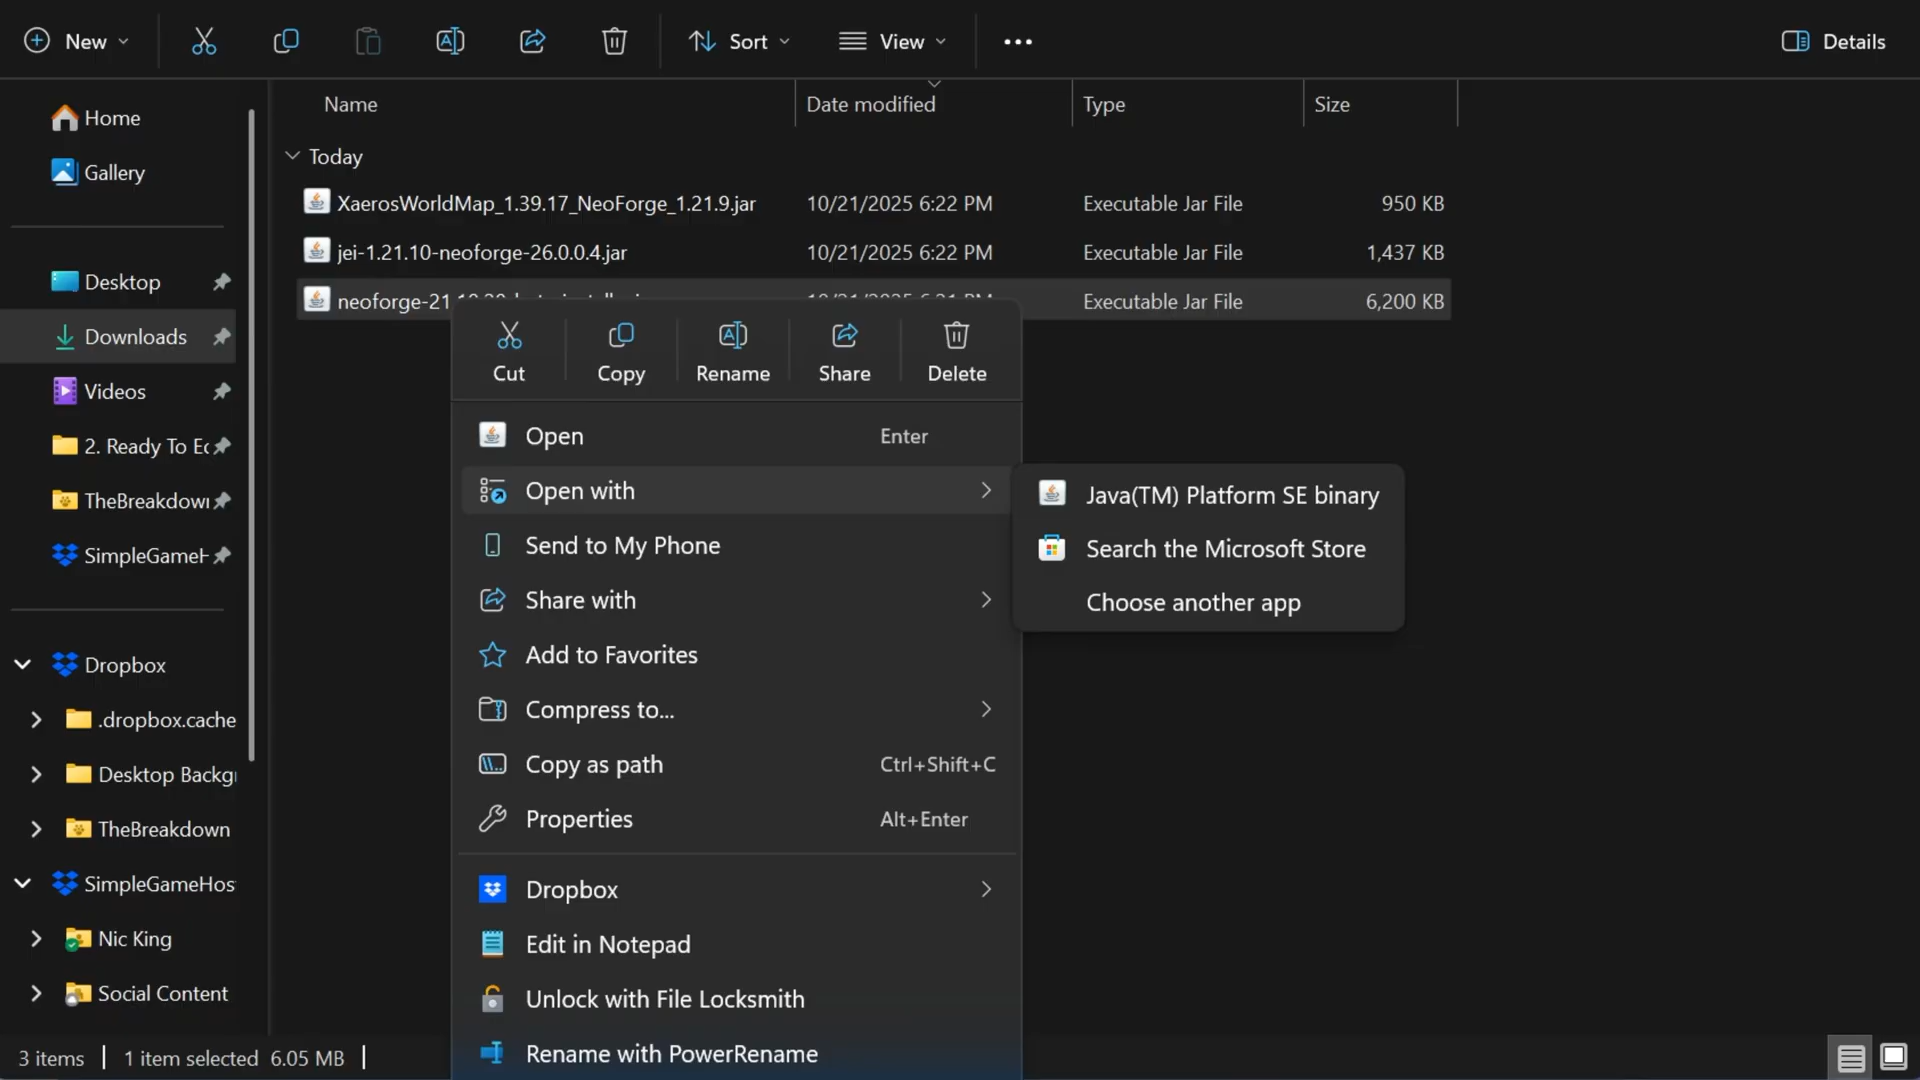 New
Sort
View
Details
Home
Gallery
Desktop
Downloads
Videos
2. Ready To Ec
TheBreakdow
SimpleGameH
Dropbox
.dropbox.cache
Desktop Backg
TheBreakdown
SimpleGameHos
Nic King
Social Content
Name
Date modified
Type
Size
Today
XaerosWorldMap_1.39.17_NeoForge_1.21.9.jar 10/21/2025 6:22 PM Executable Jar File 950 KB
jei-1.21.10-neoforge-26.0.0.4.jar 10/21/2025 6:22 PM Executable Jar File 1,437 KB
neoforge-21 Executable Jar File 6,200 KB
Cut
Copy
Rename
Share
Delete
Open Enter
Open with
Send to My Phone
Share with
Add to Favorites
Compress to...
Copy as path Ctrl+Shift+C
Properties Alt+Enter
Dropbox
Edit in Notepad
Unlock with File Locksmith
Rename with PowerRename
Java(TM) Platform SE binary
Search the Microsoft Store
Choose another app
3 items
1 item selected 6.05 MB